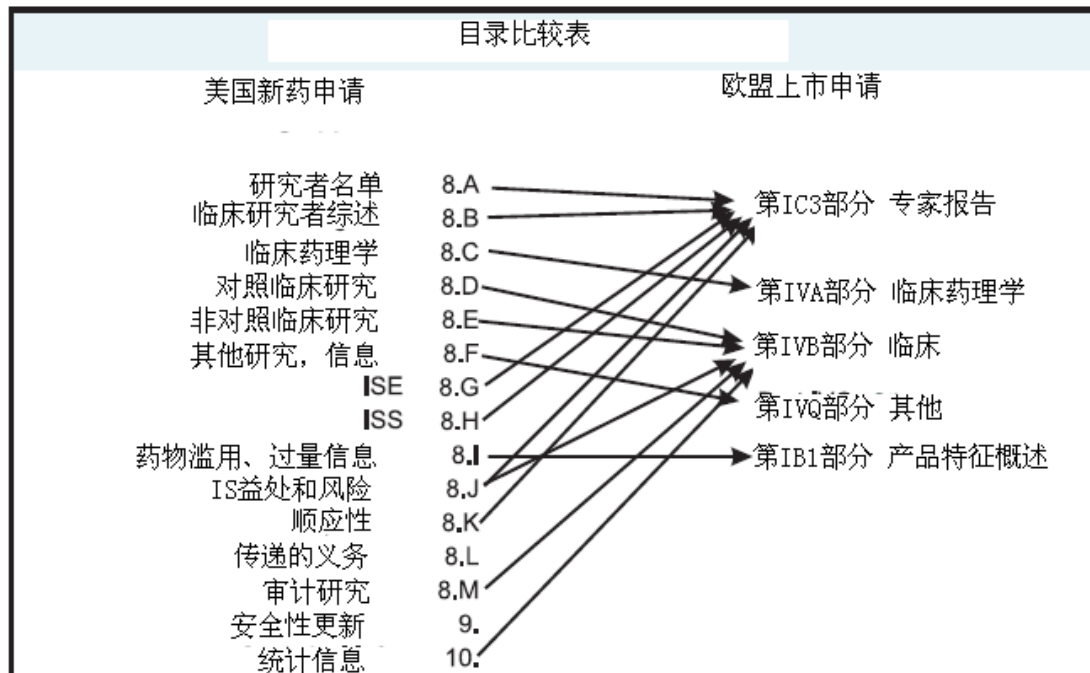 目录比较表
美国新药申请 欧盟上市申请
研究者名单 8.A
临床研究者综述 8.B
临床药理学 8.C
对照临床研究 8.D
非对照临床研究 8.E
其他研究，信息 8.F
ISE 8.G
ISS 8.H
药物滥用、过量信息 8.I
IS益处和风险 8.J
顺应性 8.K
传递的义务 8.L
审计研究 8.M
安全性更新 9.
统计信息 10.
第IC3部分 专家报告
第IVA部分 临床药理学
第IVB部分 临床
第IVQ部分 其他
第IB1部分 产品特征概述